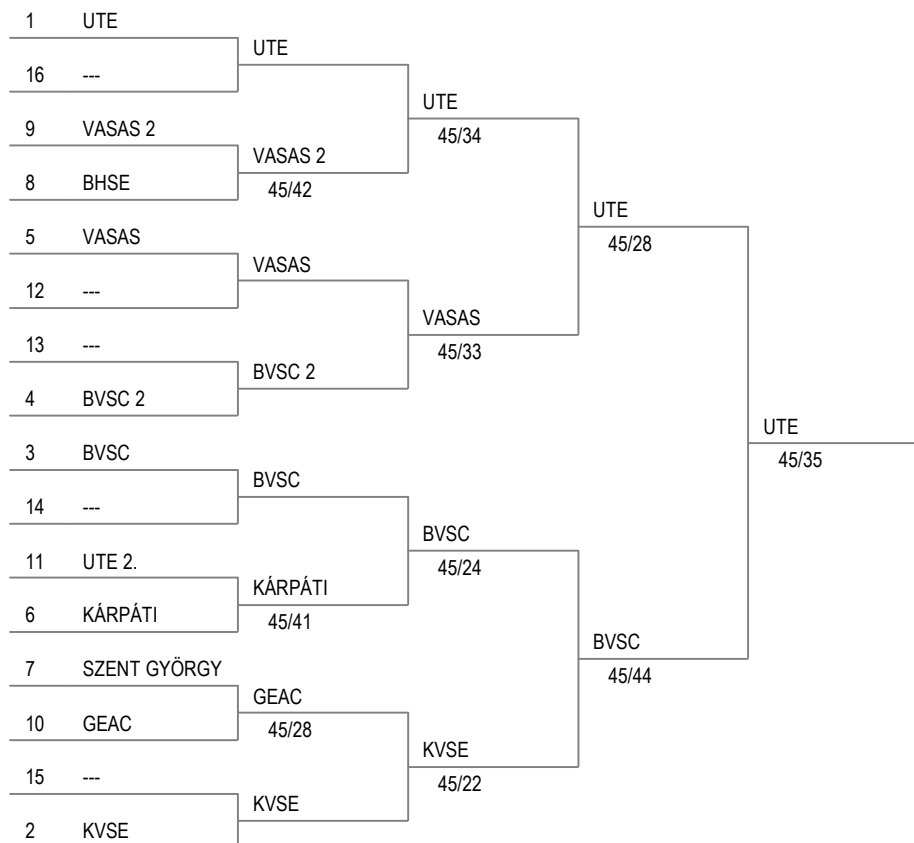 1 UTE
UTE
16 ---
UTE
45/34
9 VASAS 2
VASAS 2
45/42
8 BHSE
UTE
45/28
5 VASAS
VASAS
12 ---
VASAS
45/33
13 ---
BVSC 2
4 BVSC 2
UTE
45/35
3 BVSC
BVSC
14 ---
BVSC
45/24
11 UTE 2.
KÁRPÁTI
45/41
6 KÁRPÁTI
BVSC
45/44
7 SZENT GYÖRGY
GEAC
45/28
10 GEAC
KVSE
45/22
15 ---
KVSE
2 KVSE